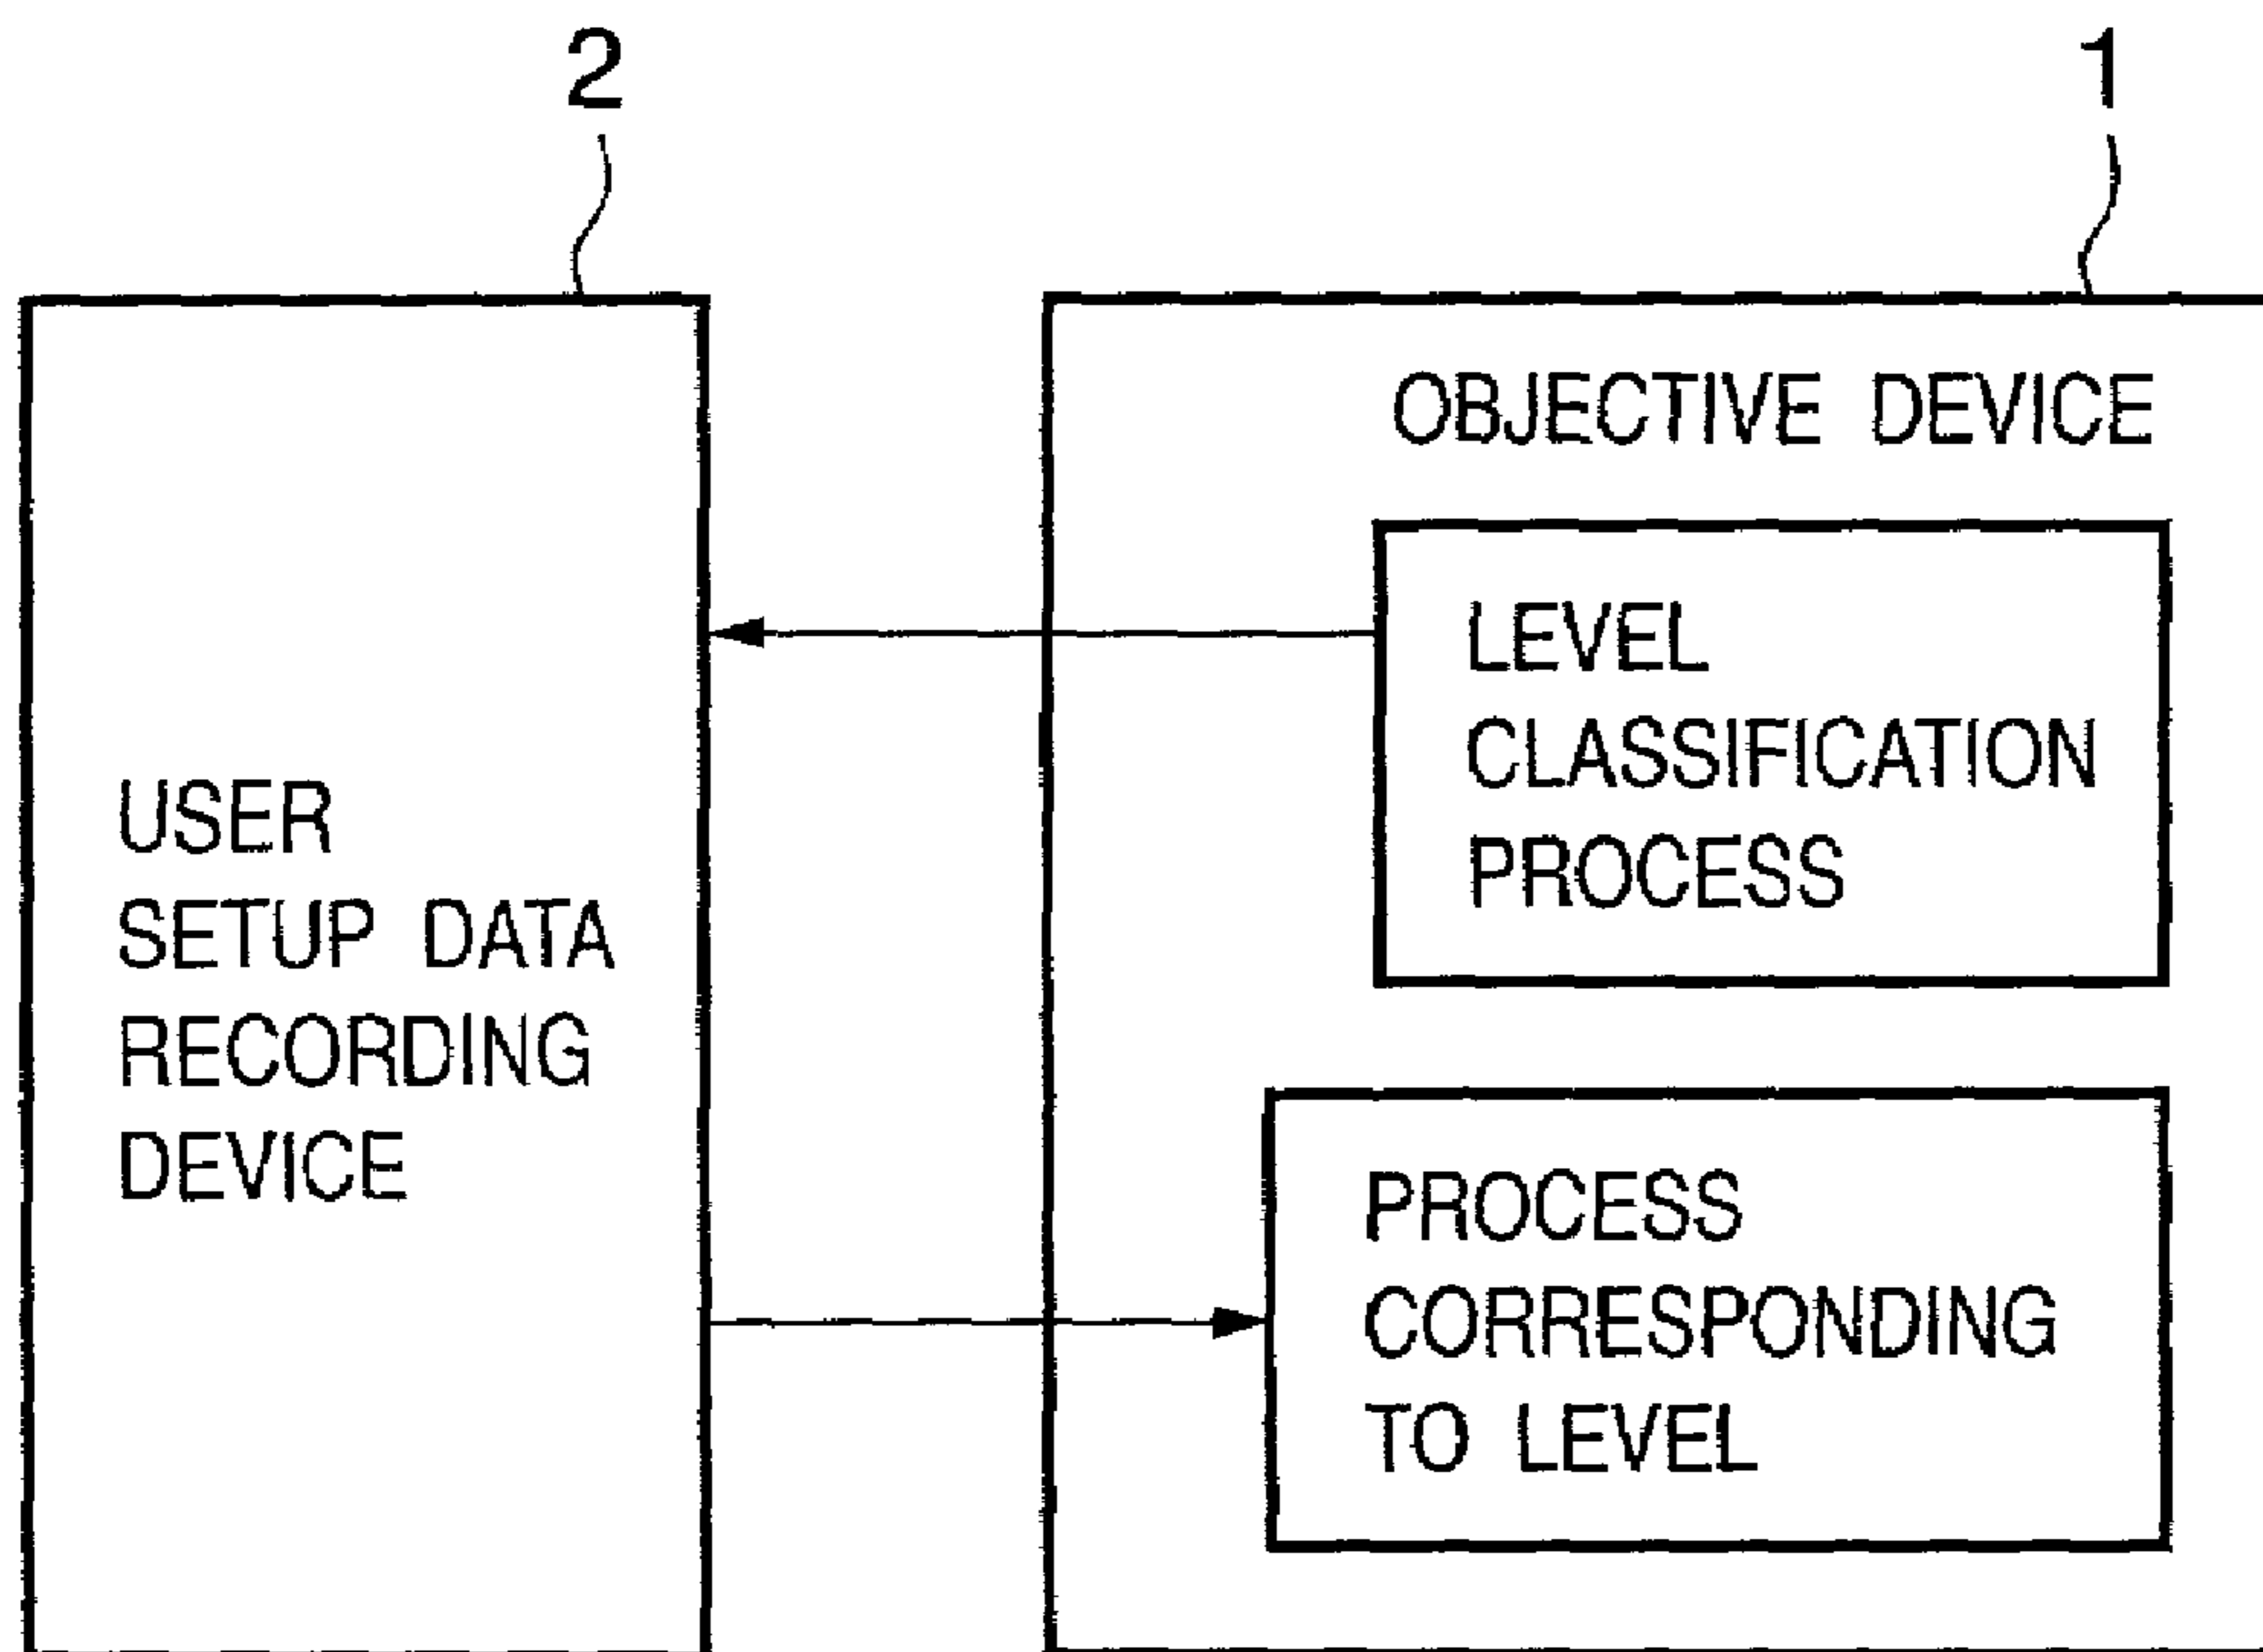 2
1
USER
SETUP DATA
RECORDING
DEVICE
OBJECTIVE DEVICE
LEVEL
CLASSIFICATION
PROCESS
PROCESS
CORRESPONDING
TO LEVEL